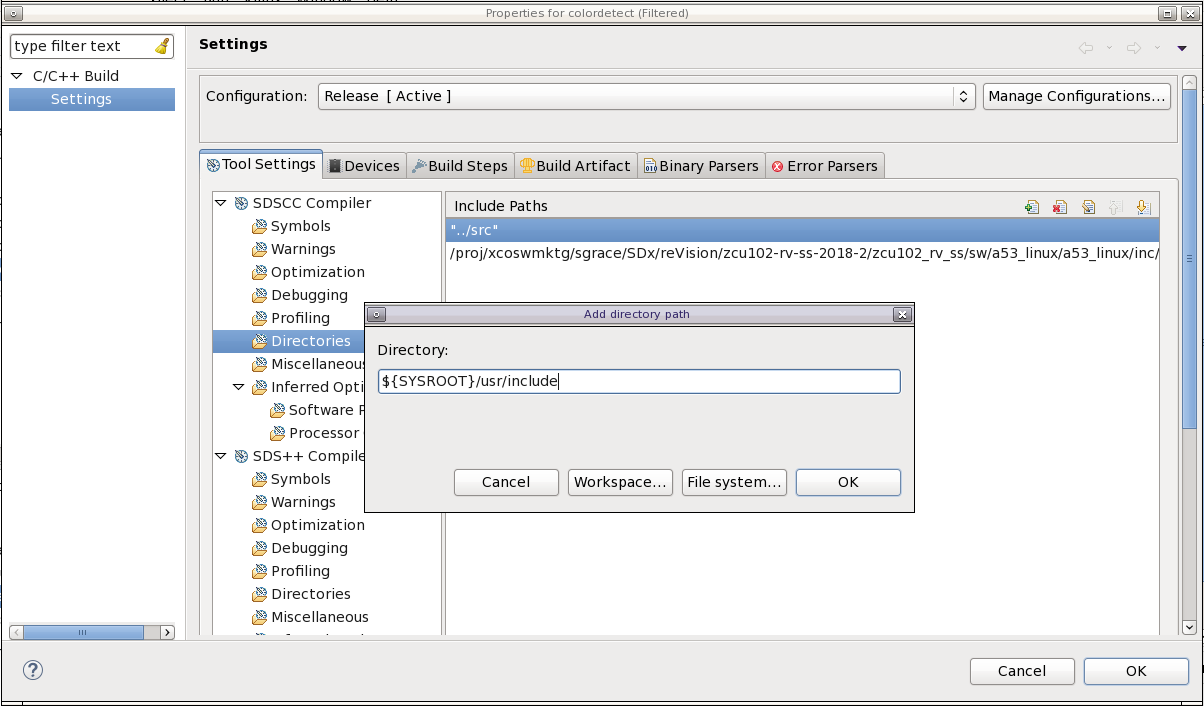 Properties for colordetect (Filtered)
type filter text
C/C++ Build
Settings
Settings
Configuration:
Release [ Active ]
Manage Configurations...
Tool Settings
Devices
Build Steps
Build Artifact
Binary Parsers
Error Parsers
SDSCC Compiler
Symbols
Warnings
Optimization
Debugging
Profiling
Directories
Miscellaneous
Inferred Opti
Software
Processor
SDS++ Compile
Symbols
Warnings
Optimization
Debugging
Profiling
Directories
Miscellaneous
Include Paths
"../src"
/proj/xcoswmktg/sgrace/SDx/reVision/zcu102-rv-ss-2018-2/zcu102_rv_ss/sw/a53_linux/a53_linux/inc/
Add directory path
Directory:
${SYSROOT}/usr/include
Cancel
Workspace...
File system...
OK
Cancel
OK